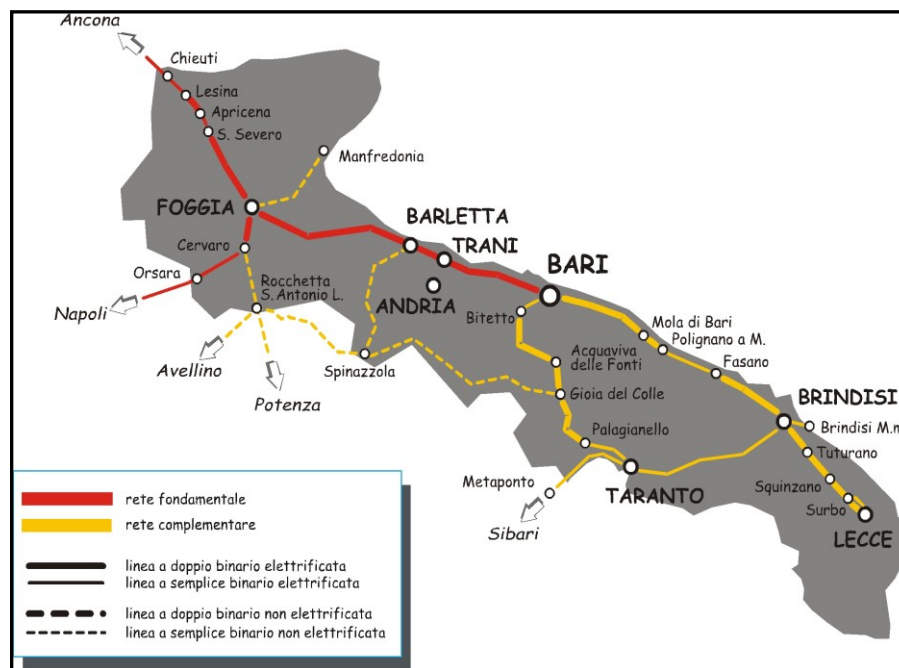 Ancona
Chieuti
Lesina
Apricena
S. Severo
Manfredonia
FOGGIA
BARLETTA
TRANI
Cervaro
BARI
Orsara
Rocchetta
S. Antonio L.
ANDRIA
Napoli
Bitetto
Mola di Bari
Polignano a M.
Acquaviva
delle Fonti
Fasano
Avellino
Spinazzola
Gioia del Colle
BRINDISI
Potenza
Brindisi M.
Palagianello
Tuturano
Metaponto
TARANTO
Squinzano
Sibari
Surbo
LECCE
rete fondamentale
rete complementare
linea a doppio binario elettrificata
linea a semplice binario elettrificata
linea a doppio binario non elettrificata
linea a semplice binario non elettrificata